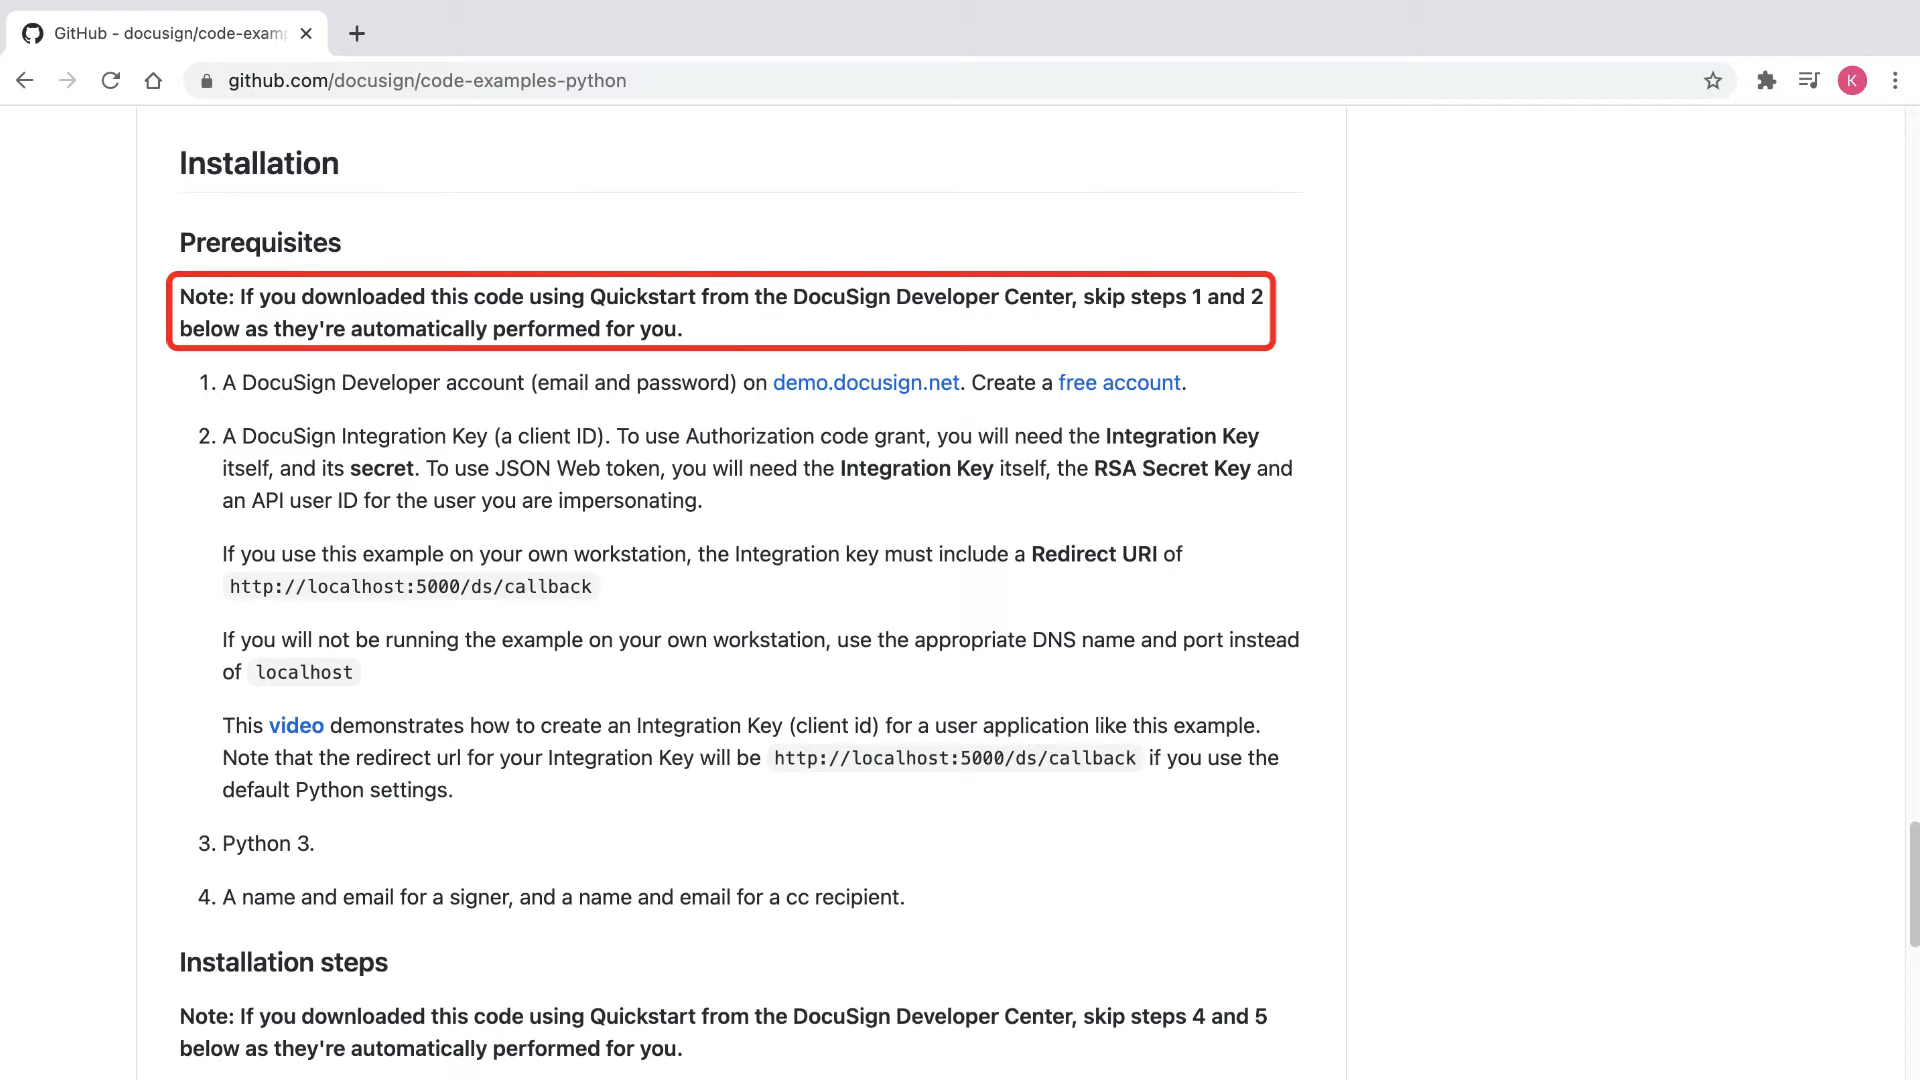 GitHub - docusign/code-exam
github.com/docusign/code-examples-python
K
Installation
Prerequisites
Note: If you downloaded this code using Quickstart from the DocuSign Developer Center, skip steps 1 and 2
below as they're automatically performed for you.
1. A DocuSign Developer account (email and password) on demo.docusign.net. Create a free account.
2. A DocuSign Integration Key (a client ID). To use Authorization code grant, you will need the Integration Key
itself, and its secret. To use JSON Web token, you will need the Integration Key itself, the RSA Secret Key and
an API user ID for the user you are impersonating.
If you use this example on your own workstation, the Integration key must include a Redirect URI of
http://localhost:5000/ds/callback
If you will not be running the example on your own workstation, use the appropriate DNS name and port instead
of localhost
This video demonstrates how to create an Integration Key (client id) for a user application like this example.
Note that the redirect url for your Integration Key will be http://localhost:5000/ds/callback if you use the
default Python settings.
3. Python 3.
4. A name and email for a signer, and a name and email for a cc recipient.
Installation steps
Note: If you downloaded this code using Quickstart from the DocuSign Developer Center, skip steps 4 and 5
below as they're automatically performed for you.